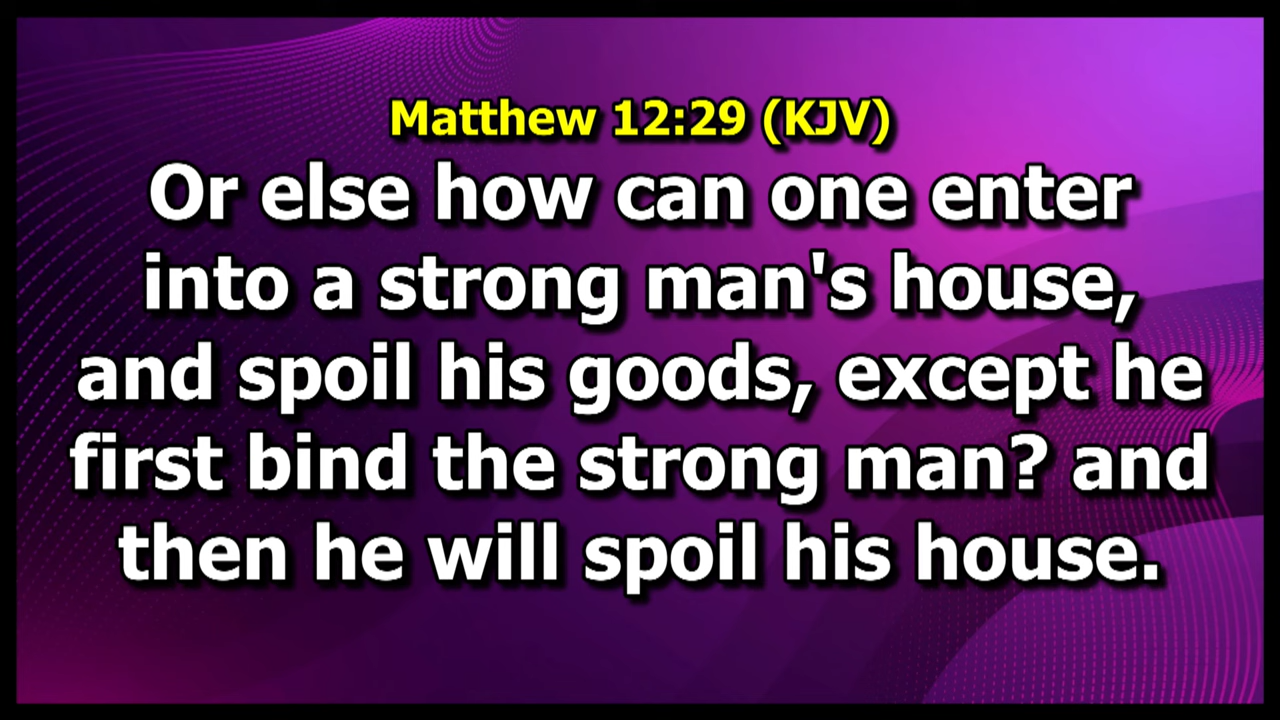 Matthew 12:29 (KJV)
Or else how can one enter
into a strong man's house,
and spoil his goods, except he
first bind the strong man? and
then he will spoil his house.